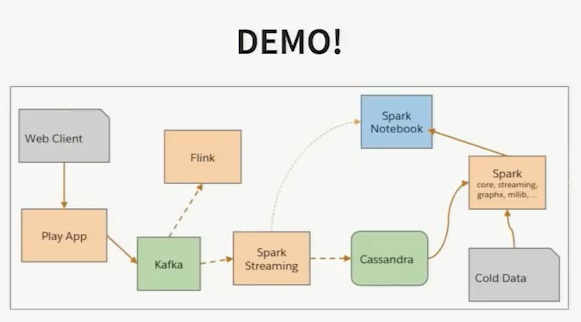 DEMO!
Web Client
Flink
Spark
Notebook
Spark
core, streaming,
graphx, mllib, ...
Play App
Kafka
Spark
Streaming
Cassandra
Cold Data